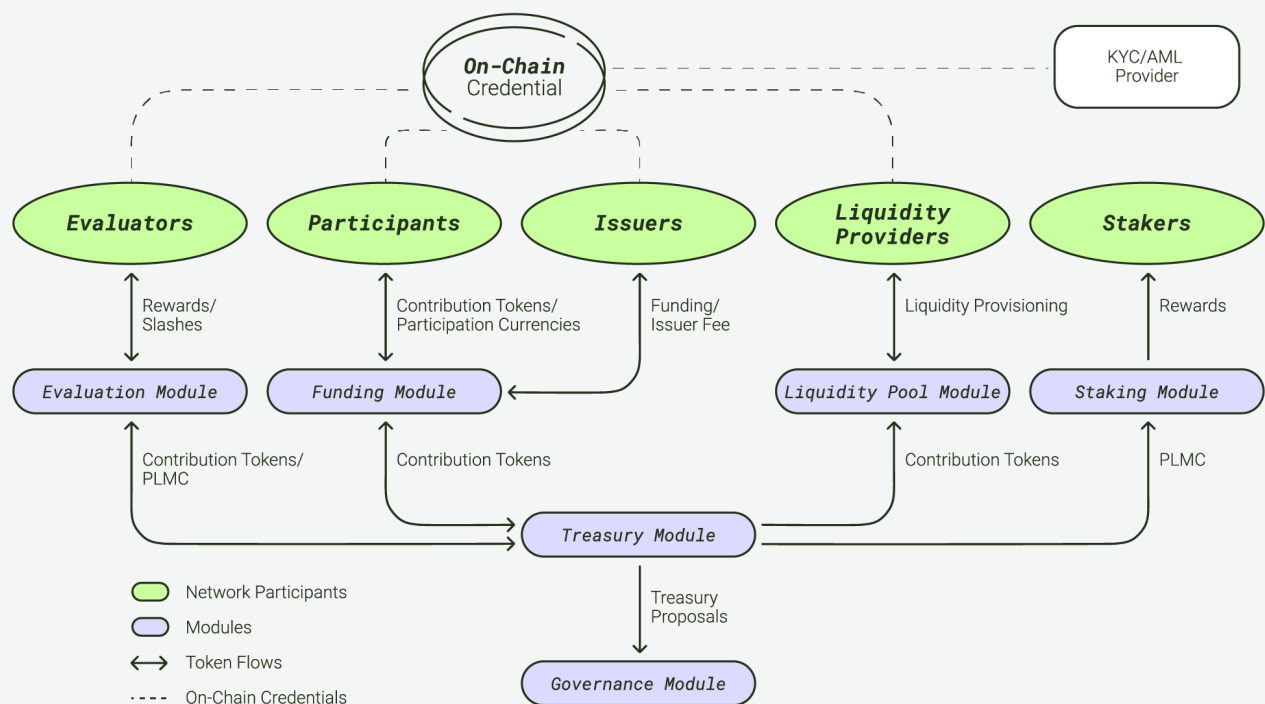 On-Chain
Credential
KYC/AML
Provider
Evaluators
Participants
Issuers
Liquidity
Providers
Stakers
Rewards/
Slashes
Contribution Tokens/
Participation Currencies
Funding/
Issuer Fee
Liquidity Provisioning
Rewards
Evaluation Module
Funding Module
Liquidity Pool Module
Staking Module
Contribution Tokens/
PLMC
Contribution Tokens
Contribution Tokens
PLMC
Treasury Module
Treasury
Proposals
Governance Module
Network Participants
Modules
Token Flows
On-Chain Credentials